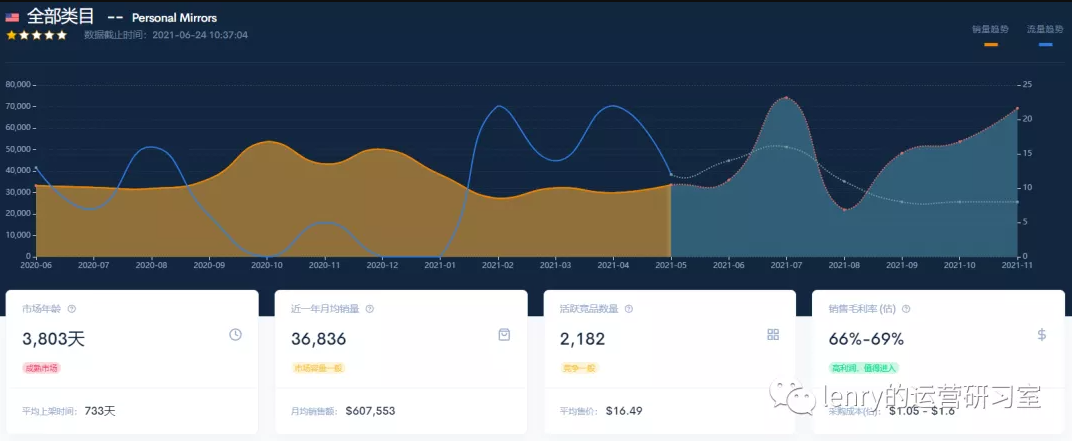 全部类目 -- Personal Mirrors
数据截止时间：2021-06-24 10:37:04
销量趋势 流量趋势
80,000
70,000
60,000
50,000
40,000
30,000
20,000
10,000
0
25
20
15
10
5
0
2020-06 2020-07 2020-08 2020-09 2020-10 2020-11 2020-12 2021-01 2021-02 2021-03 2021-04 2021-05 2021-06 2021-07 2021-08 2021-09 2021-10 2021-11
市场年龄
3,803天
成熟市场
平均上架时间： 733天
近一年月均销量
36,836
市场容量一般
月均销售额： $607,553
活跃竞品数量
2,182
竞争一般
平均售价： $16.49
销售毛利率 (估)
66%-69%
高利润，值得进入
采购成本(估)： $1.05 - $1.6
lenry的运营研习室